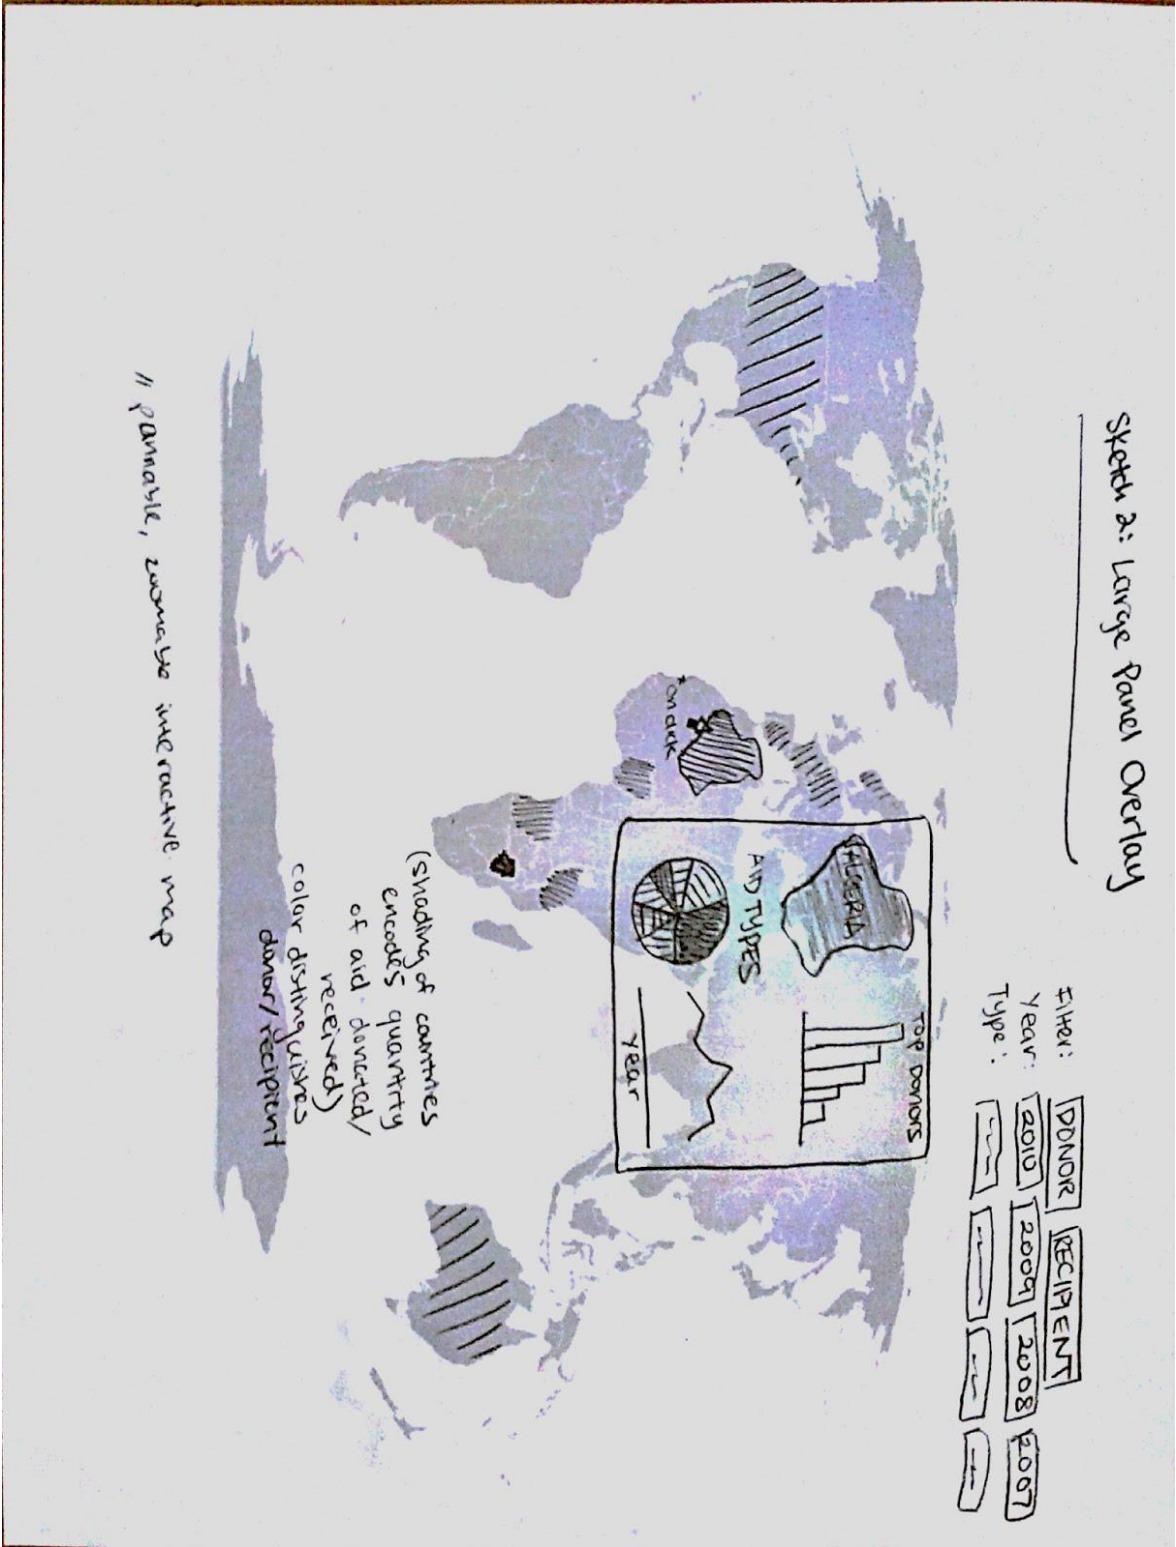 Sketch 2: Large Panel Overlay
Filter: DONOR RECIPIENT
Year: 2010 2009 2008 2007
Type:
ALGERIA
TOP DONORS
AID TYPES
year
*on click
(shading of countries
encodes quantity
of aid donated/
received)
color distinguishes
donor/recipient
// pannable, zoomable interactive map